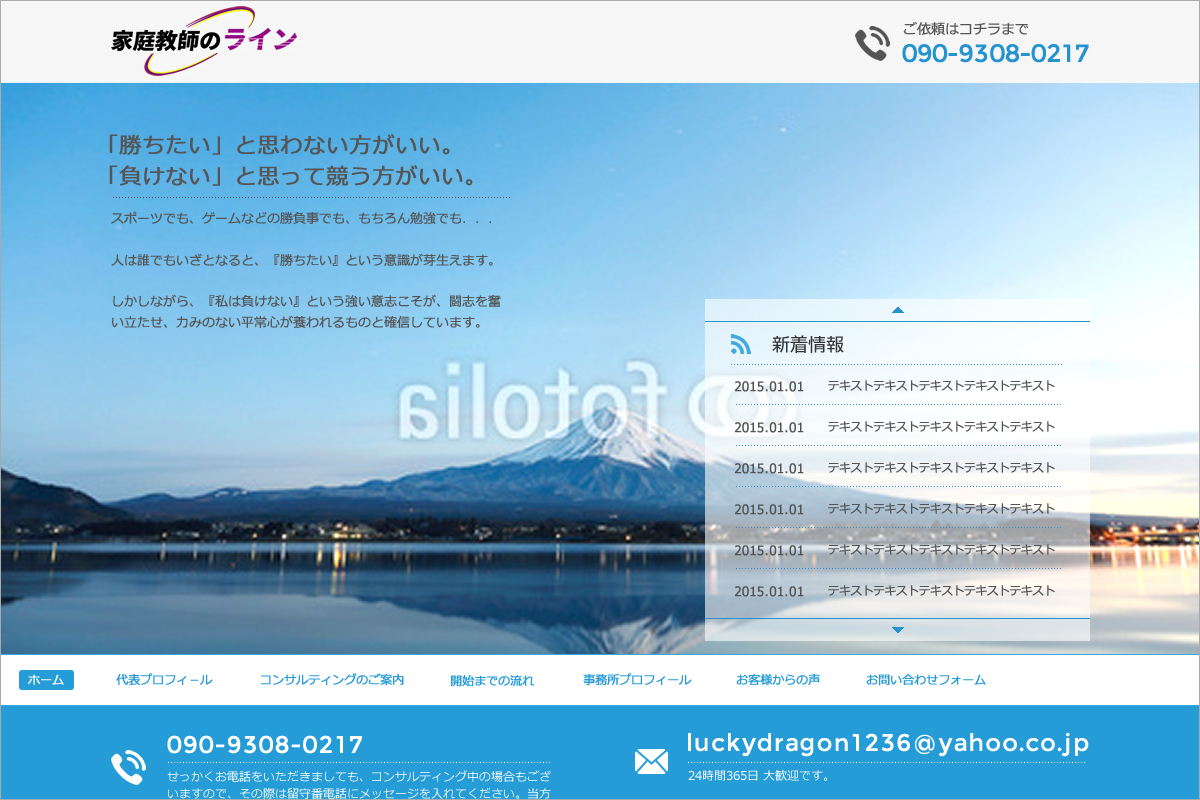 家庭教師のライン
ご依頼はコチラまで
090-9308-0217
「勝ちたい」と思わない方がいい。
「負けない」と思って競う方がいい。
スポーツでも、ゲームなどの勝負事でも、もちろん勉強でも．．．
人は誰でもいざとなると、『勝ちたい』という意識が芽生えます。
しかしながら、『私は負けない』という強い意志こそが、闘志を奮
い立たせ、力みのない平常心が養われるものと確信しています。
fotolia
新着情報
2015.01.01 テキストテキストテキストテキストテキスト
2015.01.01 テキストテキストテキストテキストテキスト
2015.01.01 テキストテキストテキストテキストテキスト
2015.01.01 テキストテキストテキストテキストテキスト
2015.01.01 テキストテキストテキストテキストテキスト
2015.01.01 テキストテキストテキストテキストテキスト
ホーム 代表プロフィール コンサルティングのご案内 開始までの流れ 事務所プロフィール お客様からの声 お問い合わせフォーム
090-9308-0217
せっかくお電話をいただきましても、コンサルティング中の場合もござ
いますので、その際は留守番電話にメッセージを入れてください。当方
luckydragon1236@yahoo.co.jp
24時間365日 大歓迎です。